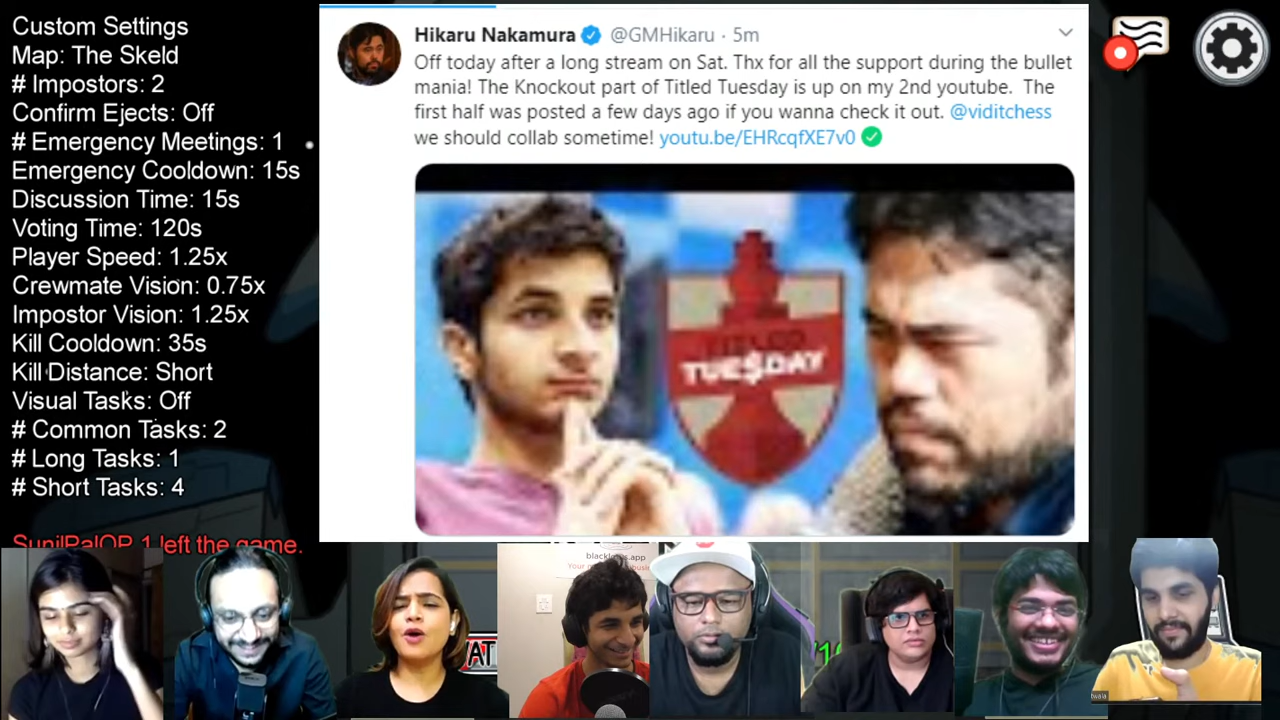 Custom Settings
Map: The Skeld
# Impostors: 2
Confirm Ejects: Off
# Emergency Meetings: 1
Emergency Cooldown: 15s
Discussion Time: 15s
Voting Time: 120s
Player Speed: 1.25x
Crewmate Vision: 0.75x
Impostor Vision: 1.25x
Kill Cooldown: 35s
Kill Distance: Short
Visual Tasks: Off
# Common Tasks: 2
# Long Tasks: 1
# Short Tasks: 4
SunilPalOP 1 left the game.
Hikaru Nakamura @GMHikaru · 5m
Off today after a long stream on Sat. Thx for all the support during the bullet
mania! The Knockout part of Titled Tuesday is up on my 2nd youtube. The
first half was posted a few days ago if you wanna check it out. @viditchess
we should collab sometime! youtu.be/EHRcqfXE7v0
TITLED
TUE$DAY